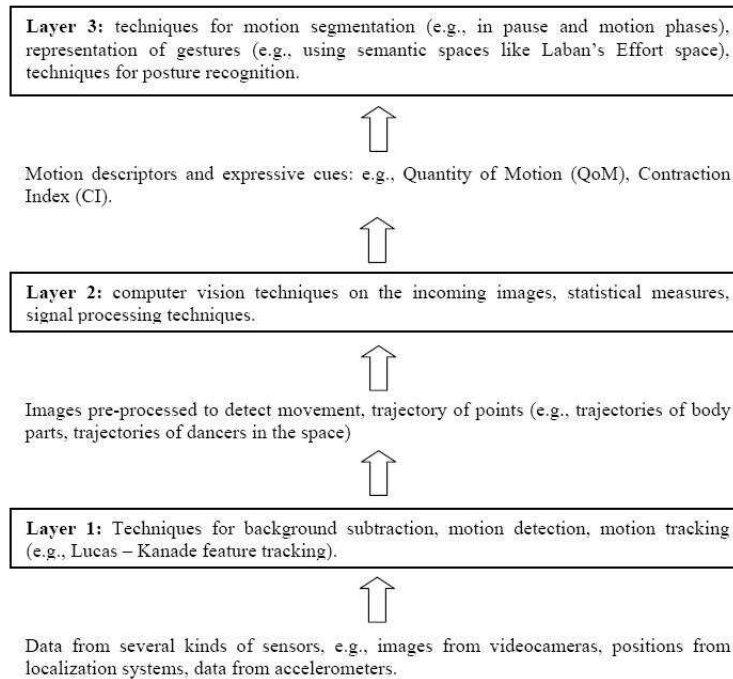 Layer 3: techniques for motion segmentation (e.g., in pause and motion phases),
representation of gestures (e.g., using semantic spaces like Laban's Effort space),
techniques for posture recognition.
Motion descriptors and expressive cues: e.g., Quantity of Motion (QoM), Contraction
Index (CI).
Layer 2: computer vision techniques on the incoming images, statistical measures,
signal processing techniques.
Images pre-processed to detect movement, trajectory of points (e.g., trajectories of body
parts, trajectories of dancers in the space)
Layer 1: Techniques for background subtraction, motion detection, motion tracking
(e.g., Lucas – Kanade feature tracking).
Data from several kinds of sensors, e.g., images from videocameras, positions from
localization systems, data from accelerometers.